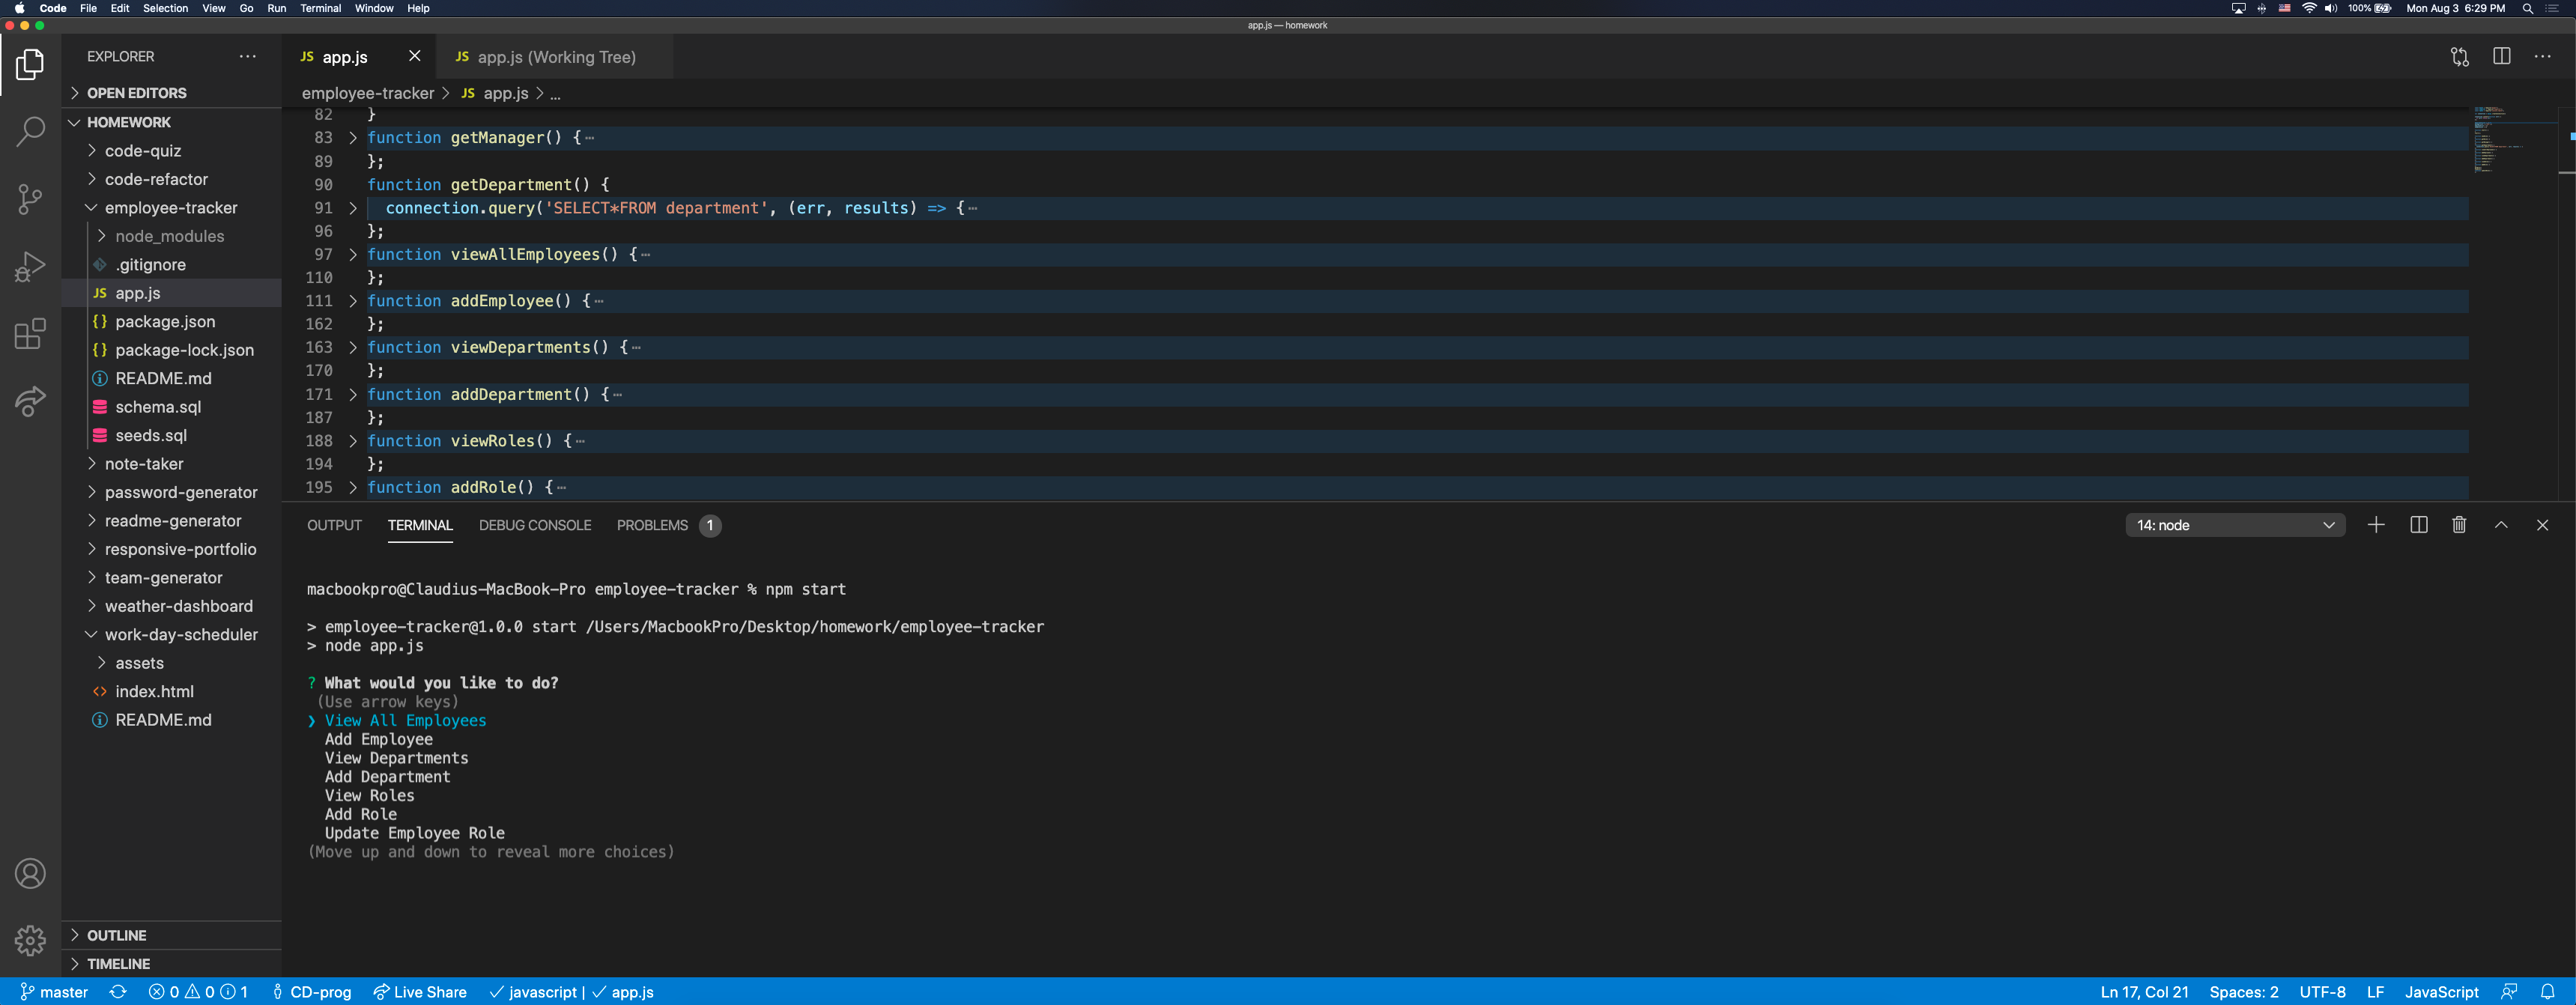 Code File Edit Selection View Go Run Terminal Window Help 100% Mon Aug 3 6:29 PM
app.js — homework
EXPLORER ···
JS app.js
JS app.js (Working Tree)
OPEN EDITORS
employee-tracker > JS app.js > ...
HOMEWORK
code-quiz
code-refactor
employee-tracker
node_modules
.gitignore
JS app.js
{} package.json
{} package-lock.json
README.md
schema.sql
seeds.sql
note-taker
password-generator
readme-generator
responsive-portfolio
team-generator
weather-dashboard
work-day-scheduler
assets
<> index.html
README.md
OUTLINE
TIMELINE
82 }
83 > function getManager() {···
89 };
90 function getDepartment() {
91 > connection.query('SELECT*FROM department', (err, results) => {···
96 };
97 > function viewAllEmployees() {···
110 };
111 > function addEmployee() {···
162 };
163 > function viewDepartments() {···
170 };
171 > function addDepartment() {···
187 };
188 > function viewRoles() {···
194 };
195 > function addRole() {···
OUTPUT TERMINAL DEBUG CONSOLE PROBLEMS 1 14: node
macbookpro@Claudius-MacBook-Pro employee-tracker % npm start
> employee-tracker@1.0.0 start /Users/MacbookPro/Desktop/homework/employee-tracker
> node app.js
? What would you like to do?
(Use arrow keys)
❯ View All Employees
Add Employee
View Departments
Add Department
View Roles
Add Role
Update Employee Role
(Move up and down to reveal more choices)
master 0 0 1 CD-prog Live Share ✓ javascript | ✓ app.js Ln 17, Col 21 Spaces: 2 UTF-8 LF JavaScript